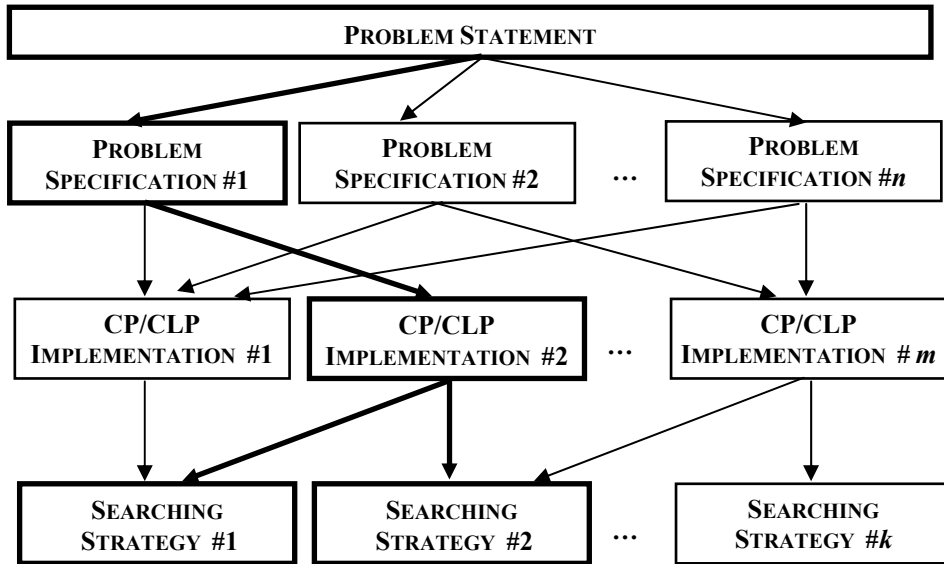 PROBLEM STATEMENT
PROBLEM
SPECIFICATION #1
PROBLEM
SPECIFICATION #2
...
PROBLEM
SPECIFICATION #n
CP/CLP
IMPLEMENTATION #1
CP/CLP
IMPLEMENTATION #2
...
CP/CLP
IMPLEMENTATION # m
SEARCHING
STRATEGY #1
SEARCHING
STRATEGY #2
...
SEARCHING
STRATEGY #k